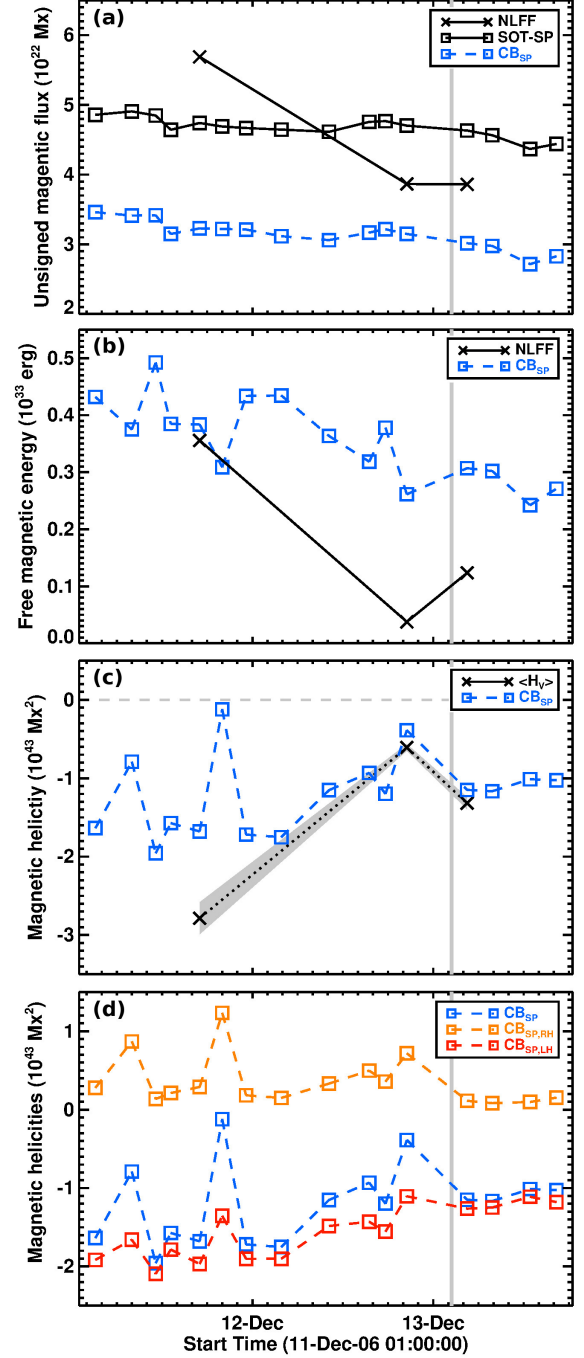 (a)
NLFF
SOT-SP
CB_SP
Unsigned magentic flux (10^22 Mx)
6
5
4
3
2
(b)
NLFF
CB_SP
Free magnetic energy (10^33 erg)
0.5
0.4
0.3
0.2
0.1
0.0
(c)
<H_V>
CB_SP
Magnetic helictiy (10^43 Mx^2)
0
-1
-2
-3
(d)
CB_SP
CB_SP,RH
CB_SP,LH
Magnetic helicities (10^43 Mx^2)
1
0
-1
-2
12-Dec
13-Dec
Start Time (11-Dec-06 01:00:00)